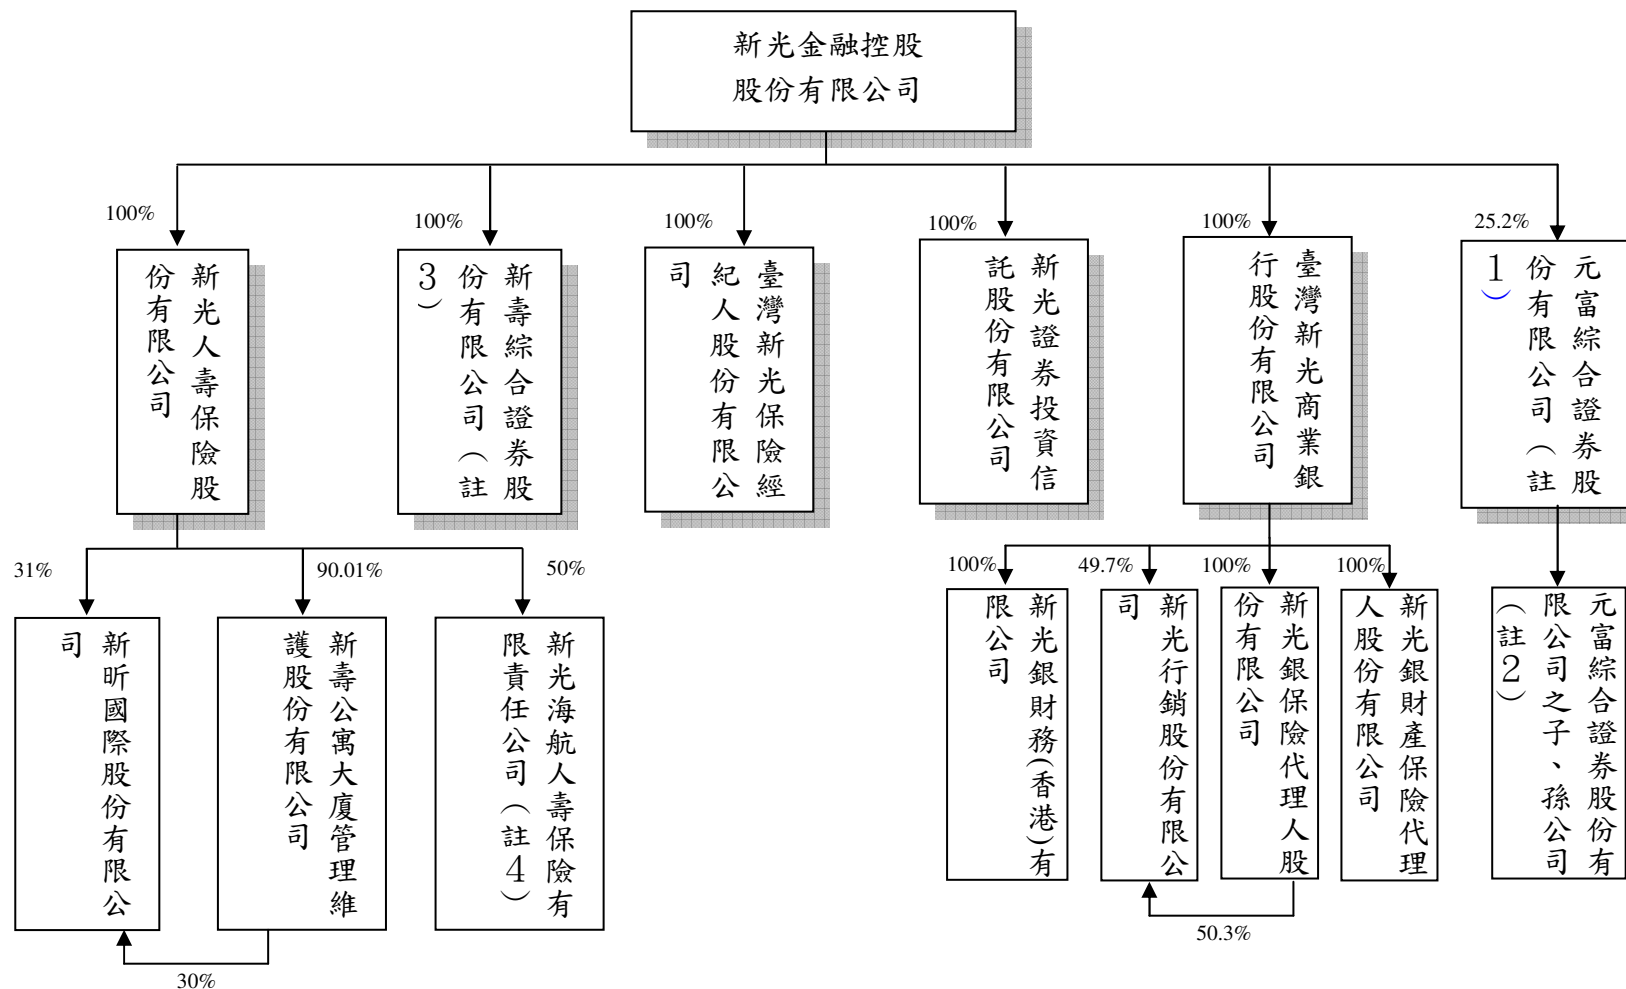 新光金融控股
股份有限公司
100%
100%
100%
100%
100%
25.2%
新光人壽保險股
份有限公司
新壽綜合證券股
份有限公司（註
3）
臺灣新光保險經
紀人股份有限公
司
新光證券投資信
託股份有限公司
臺灣新光商業銀
行股份有限公司
元富綜合證券股
份有限公司（註
1）
31%
90.01%
50%
100%
49.7%
100%
100%
新昕國際股份有限公
司
新壽公寓大廈管理維
護股份有限公司
新光海航人壽保險有
限責任公司（註4）
新光銀財務(香港)有
限公司
新光行銷股份有限公
司
新光銀保險代理人股
份有限公司
新光銀財產保險代理
人股份有限公司
元富綜合證券股份有
限公司之子、孫公司
（註2）
30%
50.3%